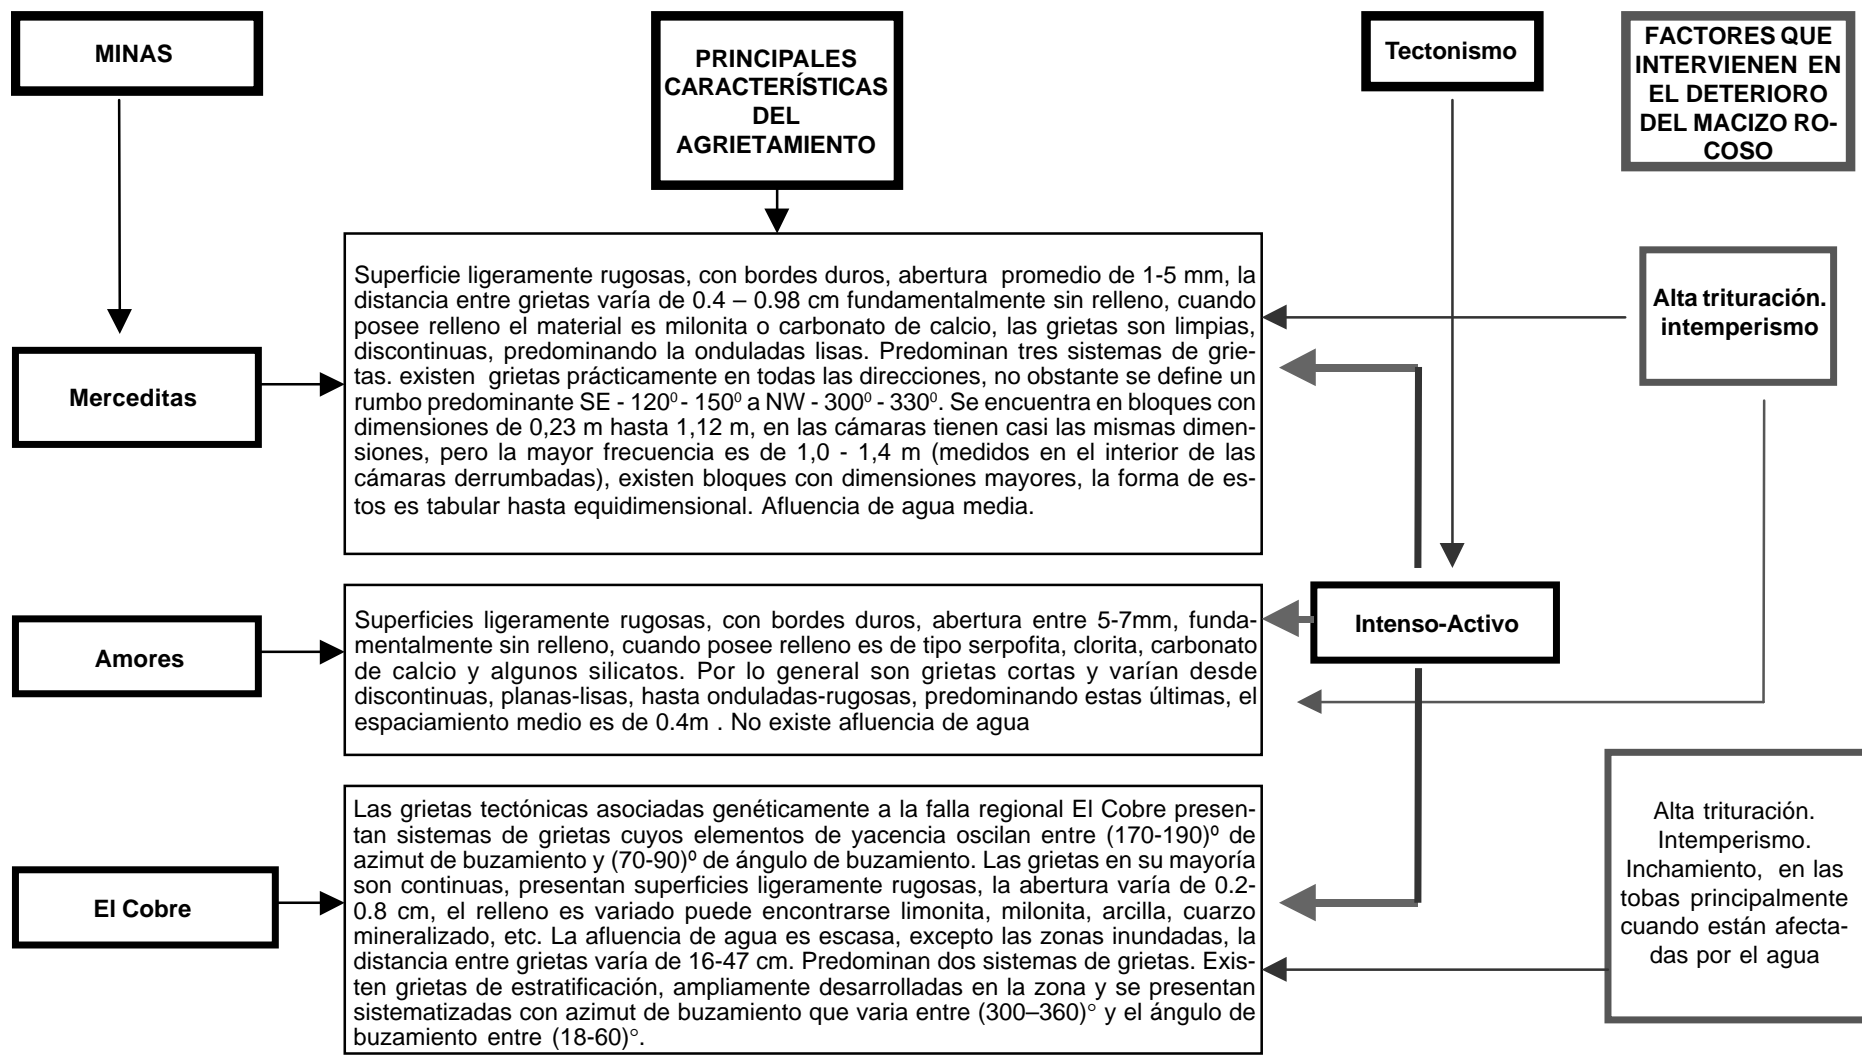 MINAS
PRINCIPALES
CARACTERÍSTICAS
DEL
AGRIETAMIENTO
Tectonismo
FACTORES QUE
INTERVIENEN EN
EL DETERIORO
DEL MACIZO RO-
COSO
Merceditas
Superficie ligeramente rugosas, con bordes duros, abertura promedio de 1-5 mm, la
distancia entre grietas varía de 0.4 – 0.98 cm fundamentalmente sin relleno, cuando
posee relleno el material es milonita o carbonato de calcio, las grietas son limpias,
discontinuas, predominando la onduladas lisas. Predominan tres sistemas de grie-
tas. existen grietas prácticamente en todas las direcciones, no obstante se define un
rumbo predominante SE - 120⁰ - 150⁰ a NW - 300⁰ - 330⁰. Se encuentra en bloques con
dimensiones de 0,23 m hasta 1,12 m, en las cámaras tienen casi las mismas dimen-
siones, pero la mayor frecuencia es de 1,0 - 1,4 m (medidos en el interior de las
cámaras derrumbadas), existen bloques con dimensiones mayores, la forma de es-
tos es tabular hasta equidimensional. Afluencia de agua media.
Alta trituración.
intemperismo
Amores
Superficies ligeramente rugosas, con bordes duros, abertura entre 5-7mm, funda-
mentalmente sin relleno, cuando posee relleno es de tipo serpofita, clorita, carbonato
de calcio y algunos silicatos. Por lo general son grietas cortas y varían desde
discontinuas, planas-lisas, hasta onduladas-rugosas, predominando estas últimas, el
espaciamiento medio es de 0.4m . No existe afluencia de agua
Intenso-Activo
El Cobre
Las grietas tectónicas asociadas genéticamente a la falla regional El Cobre presen-
tan sistemas de grietas cuyos elementos de yacencia oscilan entre (170-190)º de
azimut de buzamiento y (70-90)º de ángulo de buzamiento. Las grietas en su mayoría
son continuas, presentan superficies ligeramente rugosas, la abertura varía de 0.2-
0.8 cm, el relleno es variado puede encontrarse limonita, milonita, arcilla, cuarzo
mineralizado, etc. La afluencia de agua es escasa, excepto las zonas inundadas, la
distancia entre grietas varía de 16-47 cm. Predominan dos sistemas de grietas. Exis-
ten grietas de estratificación, ampliamente desarrolladas en la zona y se presentan
sistematizadas con azimut de buzamiento que varia entre (300–360)° y el ángulo de
buzamiento entre (18-60)°.
Alta trituración.
Intemperismo.
Inchamiento, en las
tobas principalmente
cuando están afecta-
das por el agua